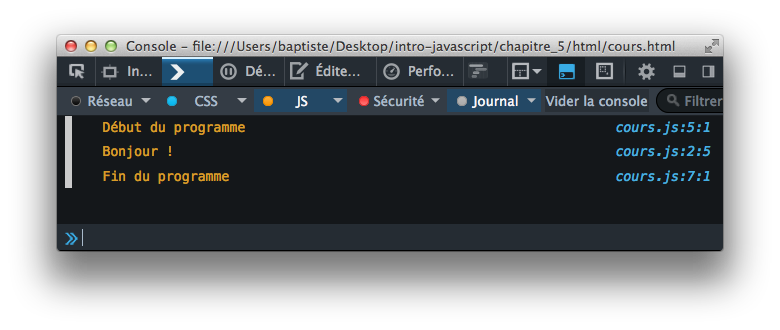 Console - file:///Users/baptiste/Desktop/intro-javascript/chapitre_5/html/cours.html
In... Dé... Édite... Perfo...
Réseau CSS JS Sécurité Journal Vider la console Filtrer
Début du programme cours.js:5:1
Bonjour ! cours.js:2:5
Fin du programme cours.js:7:1